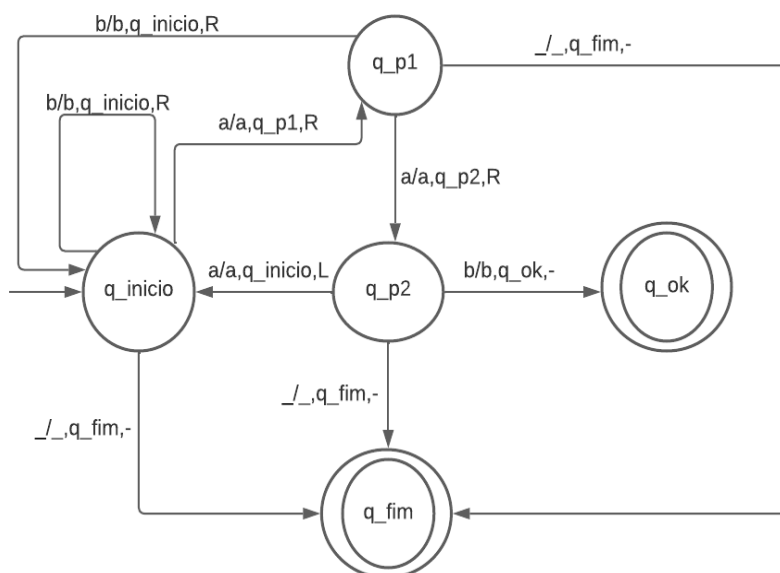 b/b,q_inicio,R
_/_,q_fim,-
q_p1
b/b,q_inicio,R
a/a,q_p1,R
a/a,q_p2,R
a/a,q_inicio,L
b/b,q_ok,-
q_inicio
q_p2
q_ok
_/_,q_fim,-
_/_,q_fim,-
q_fim